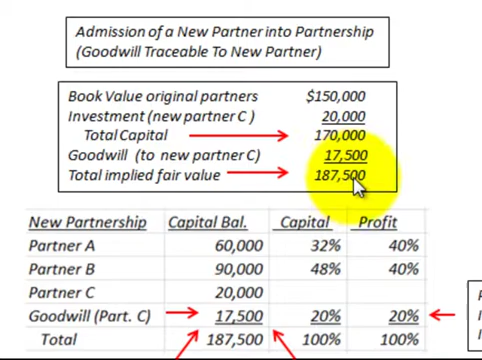 Admission of a New Partner into Partnership
(Goodwill Traceable To New Partner)
Book Value original partners $150,000
Investment (new partner C ) 20,000
Total Capital 170,000
Goodwill (to new partner C) 17,500
Total implied fair value 187,500
New Partnership Capital Bal. Capital Profit
Partner A 60,000 32% 40%
Partner B 90,000 48% 40%
Partner C 20,000
Goodwill (Part. C) 17,500 20% 20%
Total 187,500 100% 100%